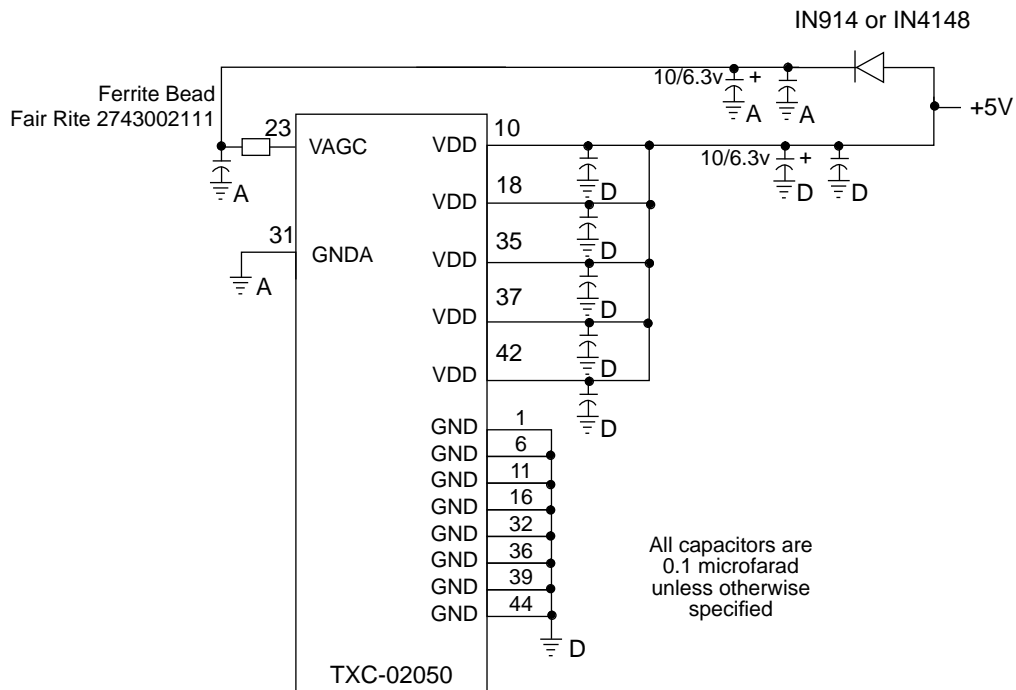 IN914 or IN4148
10/6.3v +
A
A
+5V
Ferrite Bead
Fair Rite 2743002111
23
VAGC
A
31
GNDA
A
VDD
10
D
10/6.3v +
D
D
VDD
18
D
VDD
35
D
VDD
37
D
VDD
42
D
GND
1
GND
6
GND
11
GND
16
GND
32
GND
36
GND
39
GND
44
D
All capacitors are
0.1 microfarad
unless otherwise
specified
TXC-02050